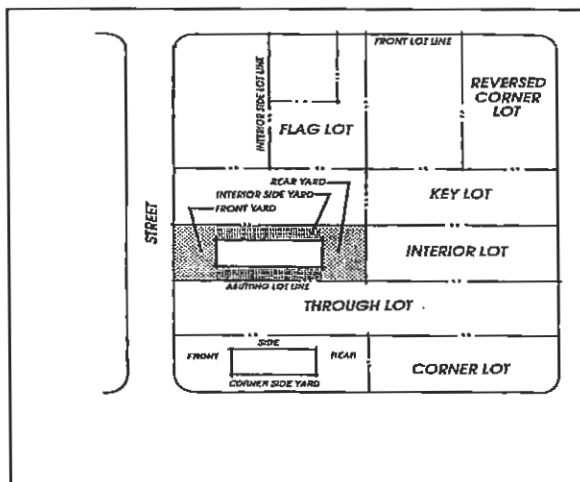 FRONT LOT LINE
INTERIOR SIDE LOT LINE
REVERSED
CORNER
LOT
FLAG LOT
REAR YARD
INTERIOR SIDE YARD
FRONT YARD
KEY LOT
STREET
INTERIOR LOT
ABUTTING LOT LINE
THROUGH LOT
SIDE
FRONT
REAR
CORNER SIDE YARD
CORNER LOT